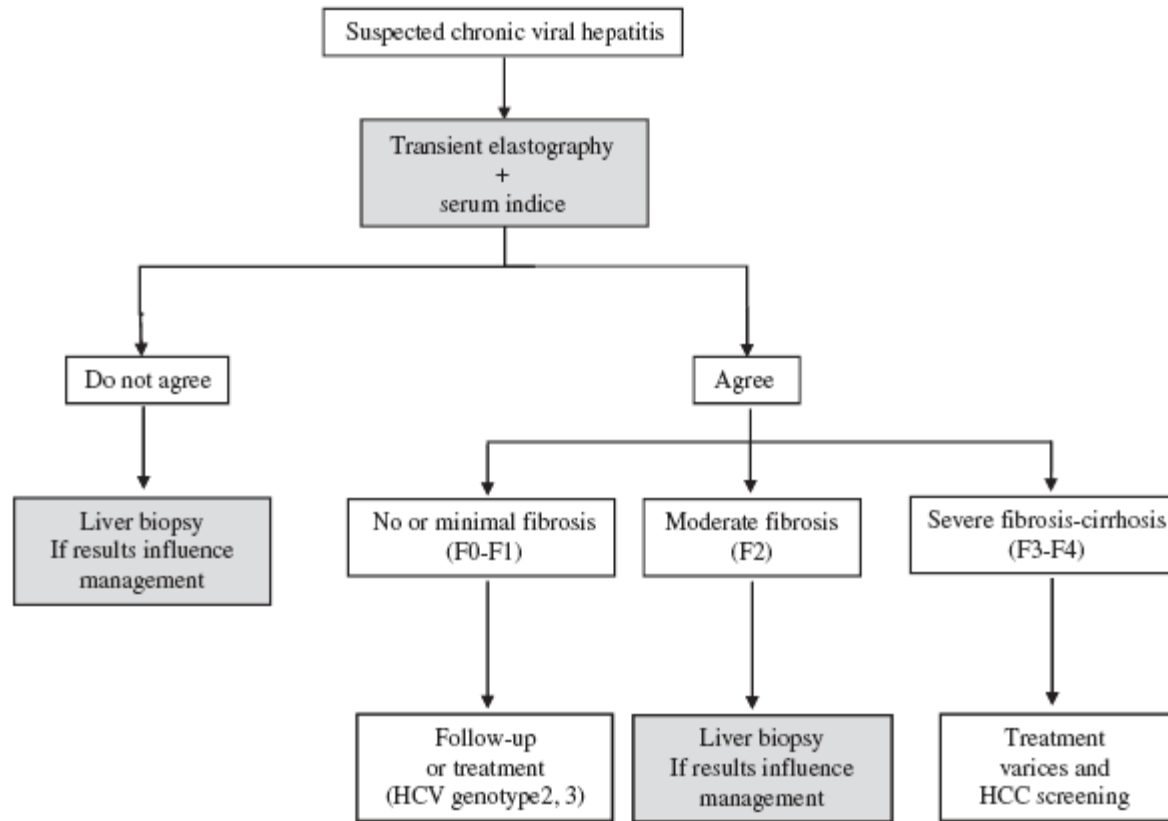 Suspected chronic viral hepatitis
Transient elastography
+
serum indice
Do not agree
Agree
Liver biopsy
If results influence
management
No or minimal fibrosis
(F0-F1)
Moderate fibrosis
(F2)
Severe fibrosis-cirrhosis
(F3-F4)
Follow-up
or treatment
(HCV genotype2, 3)
Liver biopsy
If results influence
management
Treatment
varices and
HCC screening